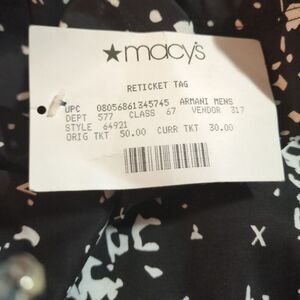 ★macy's
RETICKET TAG
UPC 08056861345745 ARMANI MENS
DEPT 577 CLASS 67 VENDOR 317
STYLE 64921
ORIG TKT 50.00 CURR TKT 30.00
X